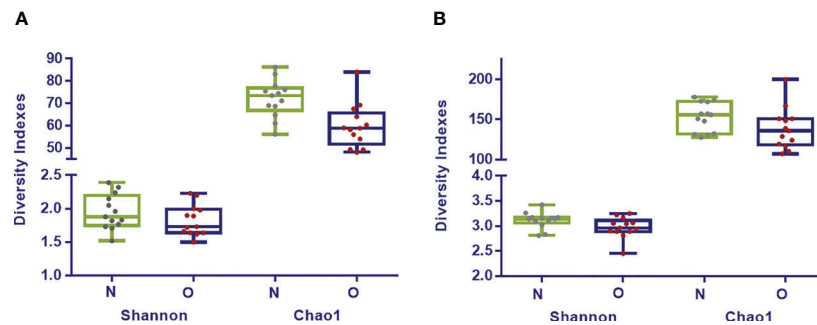 A
Diversity Indexes
90
80
70
60
50
2.5
2.0
1.5
1.0
N O N O
Shannon Chao1
B
Diversity Indexes
200
150
100
4.0
3.5
3.0
2.5
2.0
N O N O
Shannon Chao1